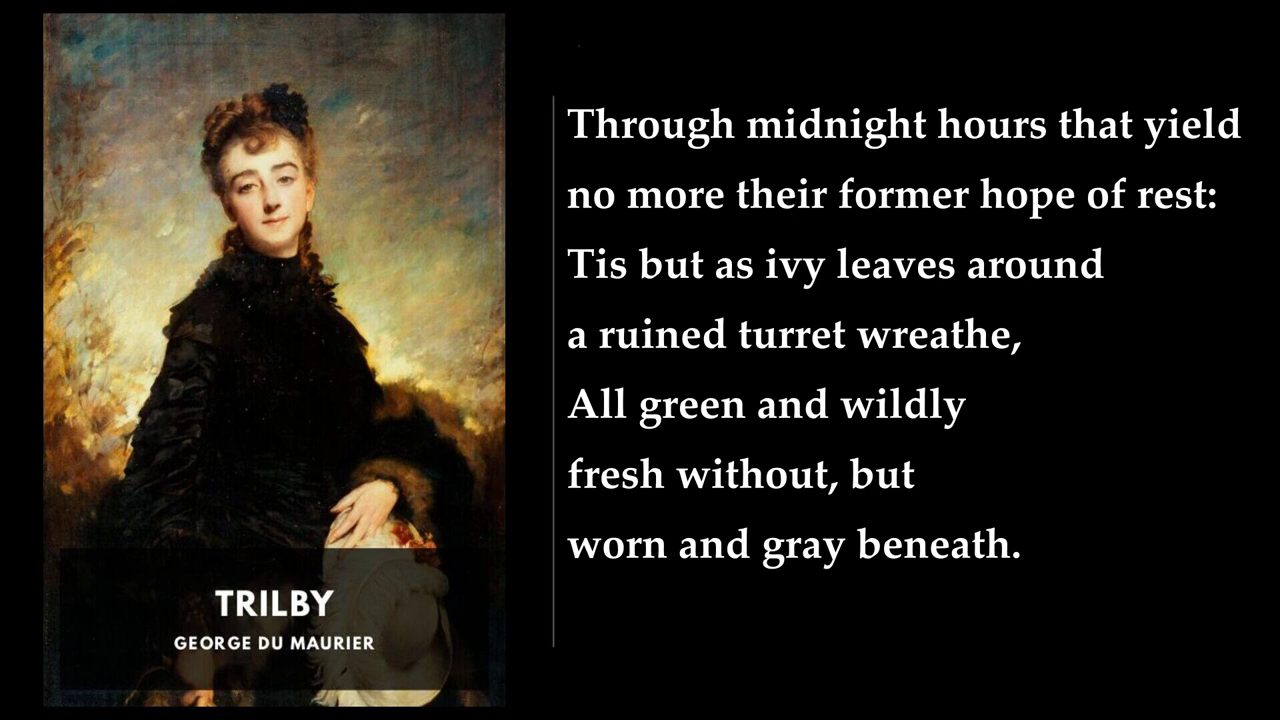 TRILBY
GEORGE DU MAURIER
Through midnight hours that yield
no more their former hope of rest:
Tis but as ivy leaves around
a ruined turret wreathe,
All green and wildly
fresh without, but
worn and gray beneath.